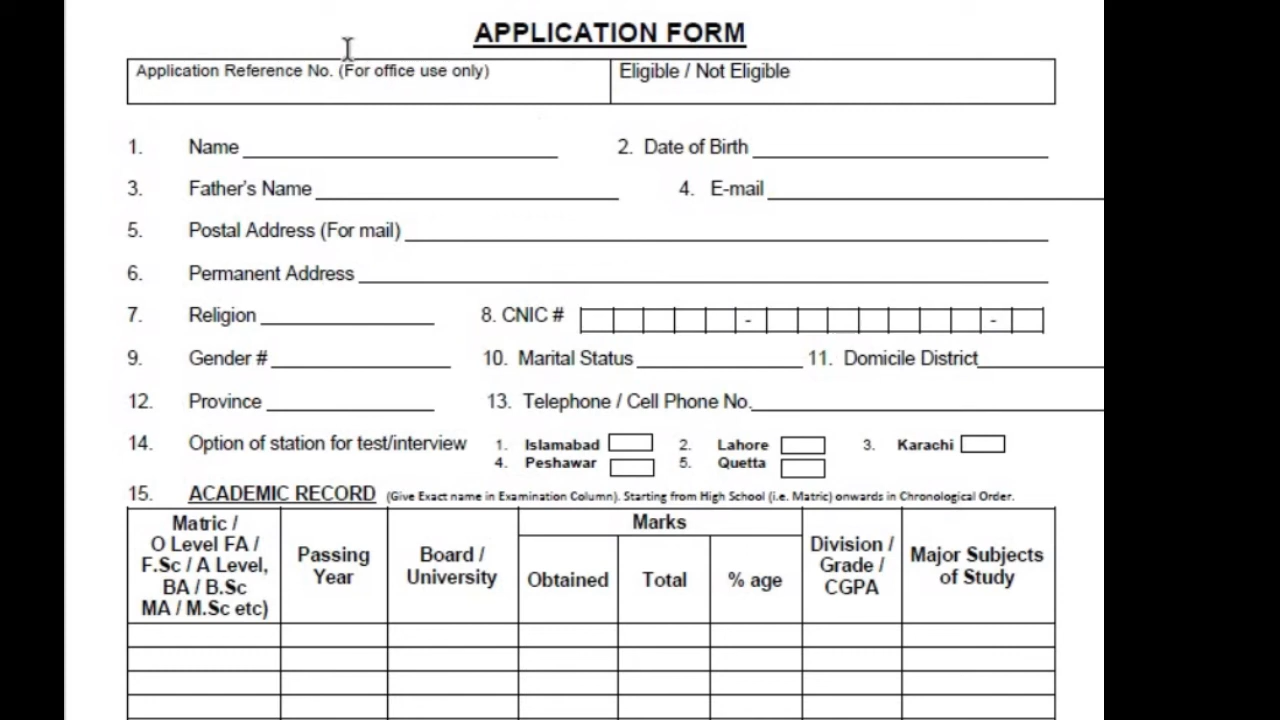 APPLICATION FORM
Application Reference No. (For office use only) Eligible / Not Eligible
1. Name 2. Date of Birth
3. Father's Name 4. E-mail
5. Postal Address (For mail)
6. Permanent Address
7. Religion 8. CNIC # - -
9. Gender # 10. Marital Status 11. Domicile District
12. Province 13. Telephone / Cell Phone No.
14. Option of station for test/interview 1. Islamabad 2. Lahore 3. Karachi
4. Peshawar 5. Quetta
15. ACADEMIC RECORD (Give Exact name in Examination Column). Starting from High School (i.e. Matric) onwards in Chronological Order.
Matric /
O Level FA /
F.Sc / A Level,
BA / B.Sc
MA / M.Sc etc)
Passing
Year
Board /
University
Marks
Obtained Total % age
Division /
Grade /
CGPA
Major Subjects
of Study